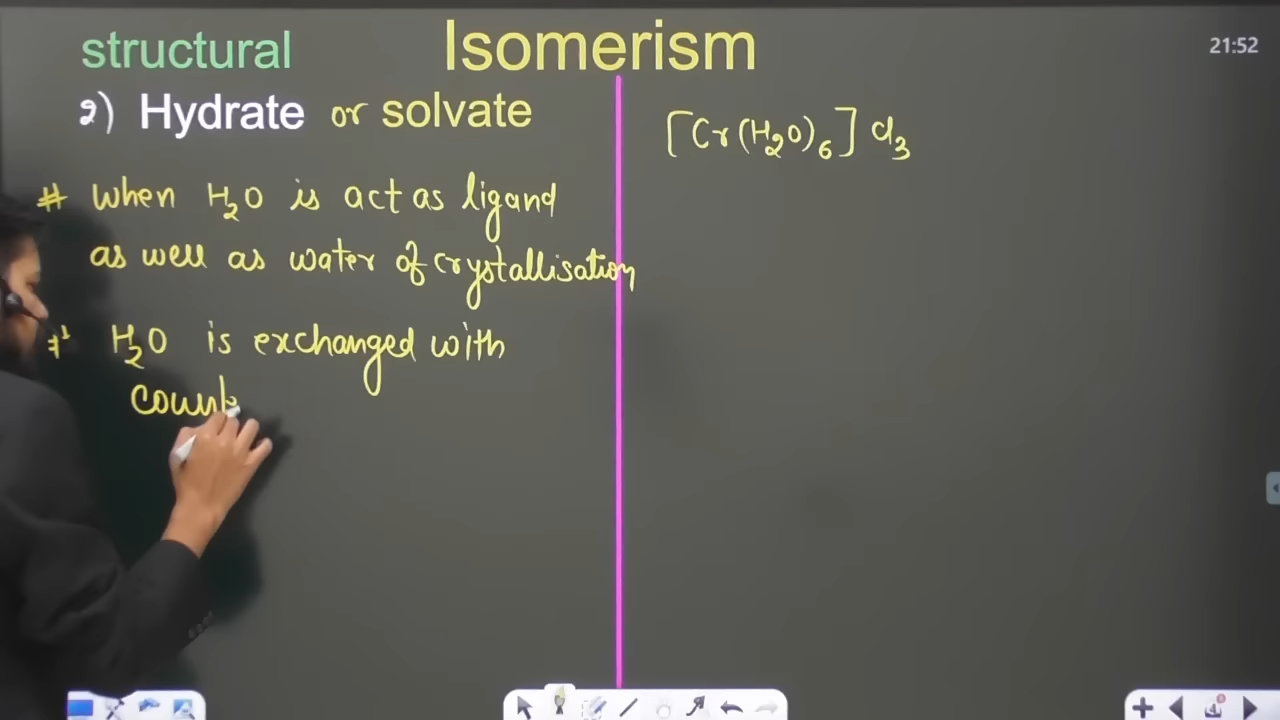 structural Isomerism
21:52
2) Hydrate or solvate
# When H₂O is act as ligand
as well as water of crystallisation
# H₂O is exchanged with
[Cr(H₂O)₆]Cl₃